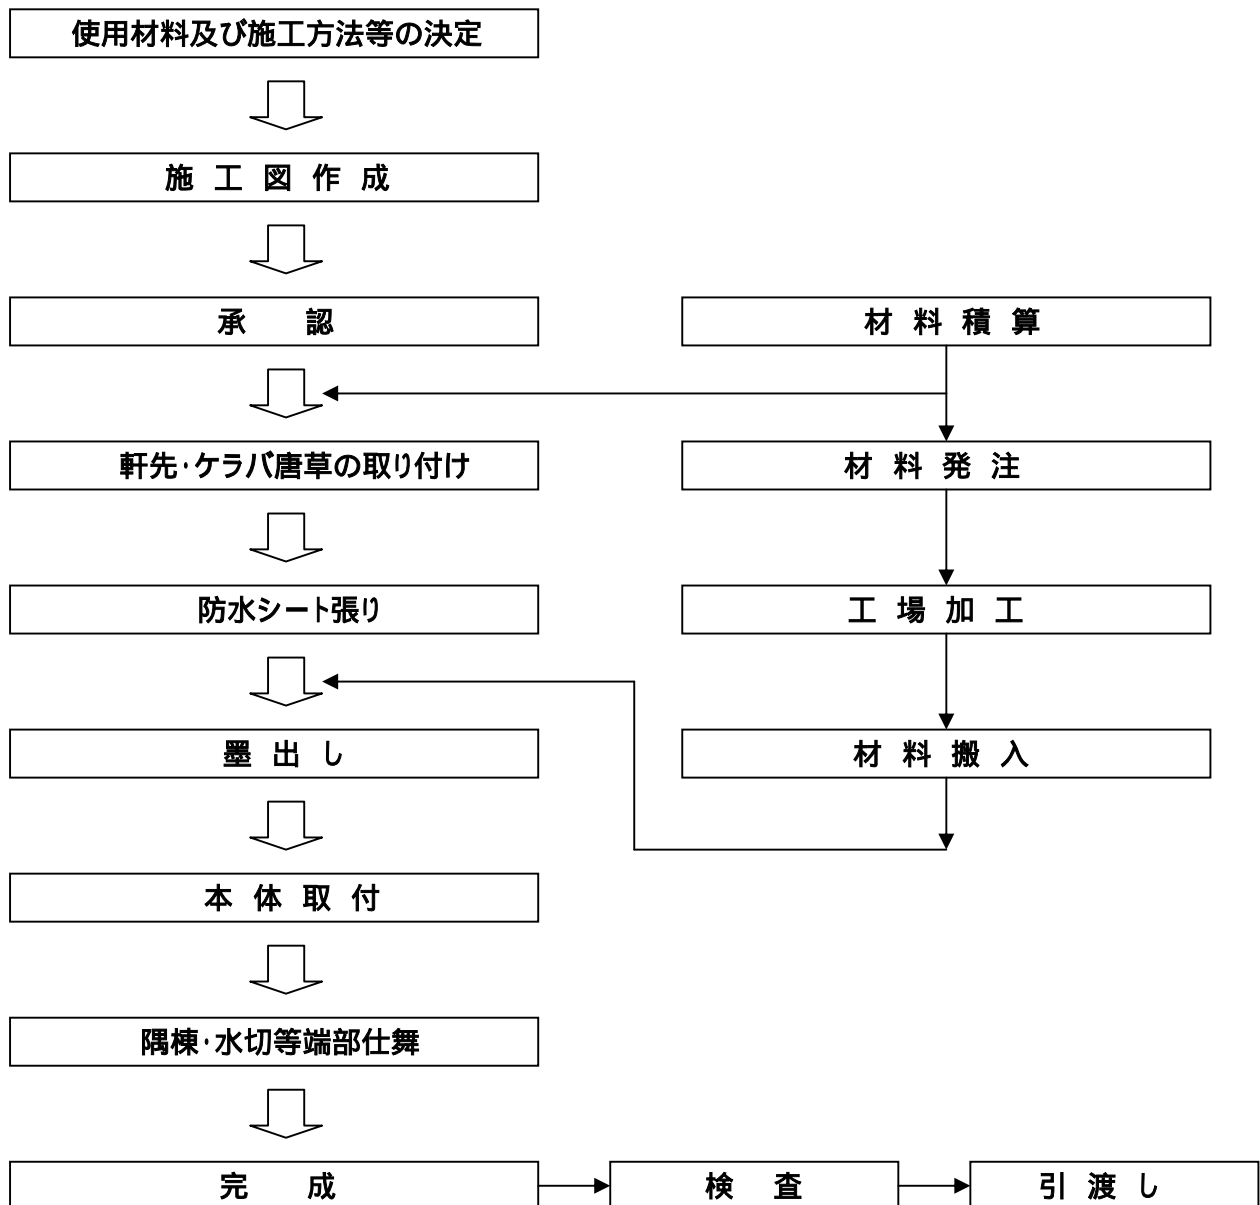 使用材料及び施工方法等の決定
施工図作成
承認
材料積算
軒先・ケラバ唐草の取り付け
材料発注
防水シート張り
工場加工
墨出し
材料搬入
本体取付
隅棟・水切等端部仕舞
完成
検査
引渡し